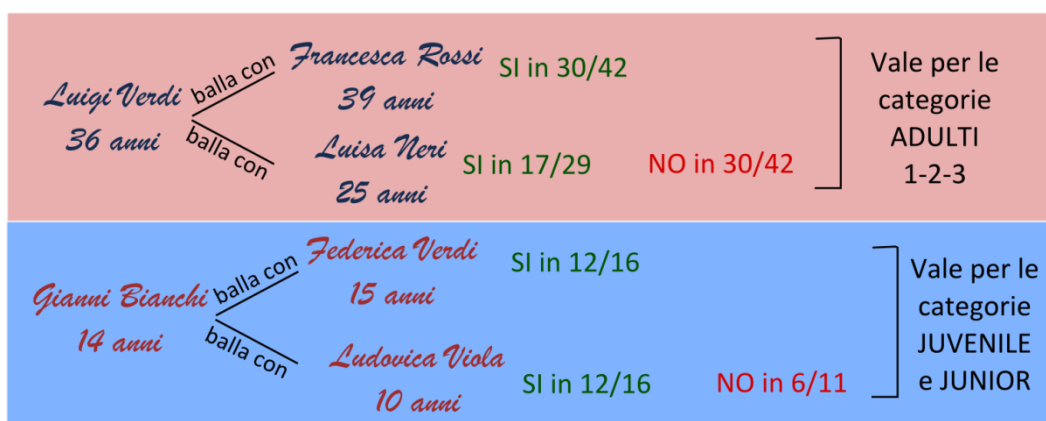 Luigi Verdi
36 anni
balla con
Francesca Rossi
39 anni
SI in 30/42
balla con
Luisa Neri
25 anni
SI in 17/29
NO in 30/42
Vale per le
categorie
ADULTI
1-2-3
Gianni Bianchi
14 anni
balla con
Federica Verdi
15 anni
SI in 12/16
balla con
Ludovica Viola
10 anni
SI in 12/16
NO in 6/11
Vale per le
categorie
JUVENILE
e JUNIOR